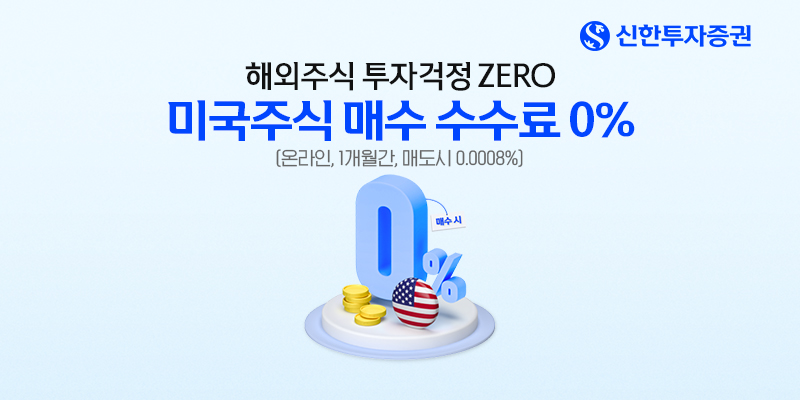 신한투자증권
해외주식 투자걱정 ZERO
미국주식 매수 수수료 0%
(온라인, 1개월간, 매도시 0.0008%)
매수 시
0%